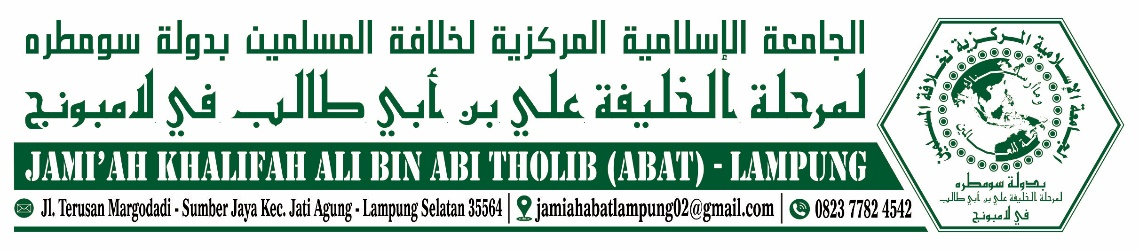 الجامعة الإسلامية المركزية لخلافة المسلمين بدولة سومطره
لمرحلة الخليفة علي بن أبي طالب في لامبونج
JAMI'AH KHALIFAH ALI BIN ABI THOLIB (ABAT) - LAMPUNG
Jl. Terusan Margodadi - Sumber Jaya Kec. Jati Agung - Lampung Selatan 35564 | jamiahabatlampung02@gmail.com | 0823 7782 4542
الجامعة الإسلامية المركزية لخلافة المسلمين
بدولة سومطره
لمرحلة الخليفة علي بن أبي طالب
في لامبونج